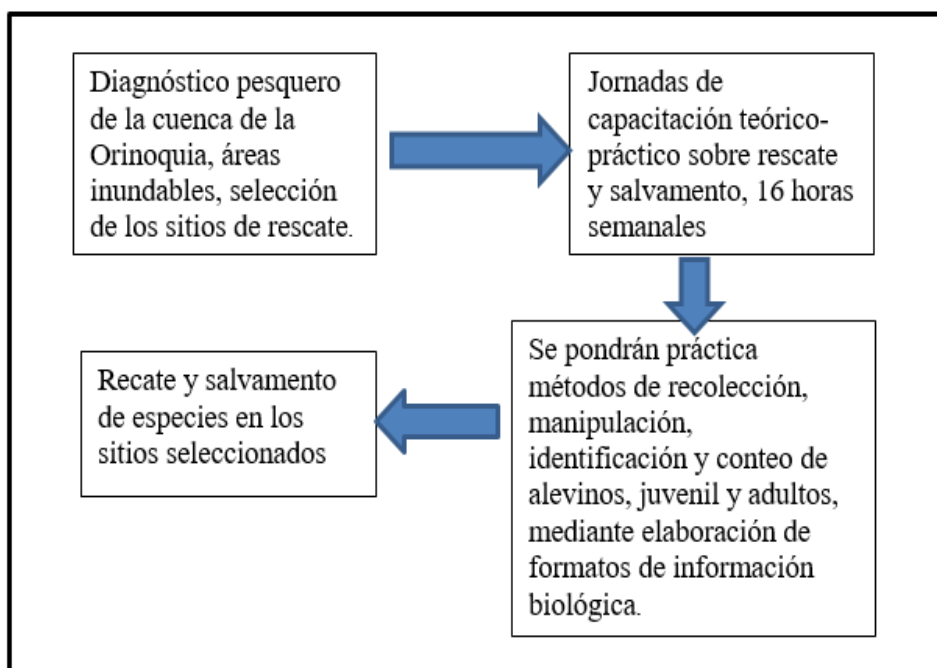 Diagnóstico pesquero
de la cuenca de la
Orinoquia, áreas
inundables, selección
de los sitios de rescate.
Jornadas de
capacitación teórico-
práctico sobre rescate
y salvamento, 16 horas
semanales
Se pondrán práctica
métodos de recolección,
manipulación,
identificación y conteo de
alevinos, juvenil y adultos,
mediante elaboración de
formatos de información
biológica.
Recate y salvamento
de especies en los
sitios seleccionados